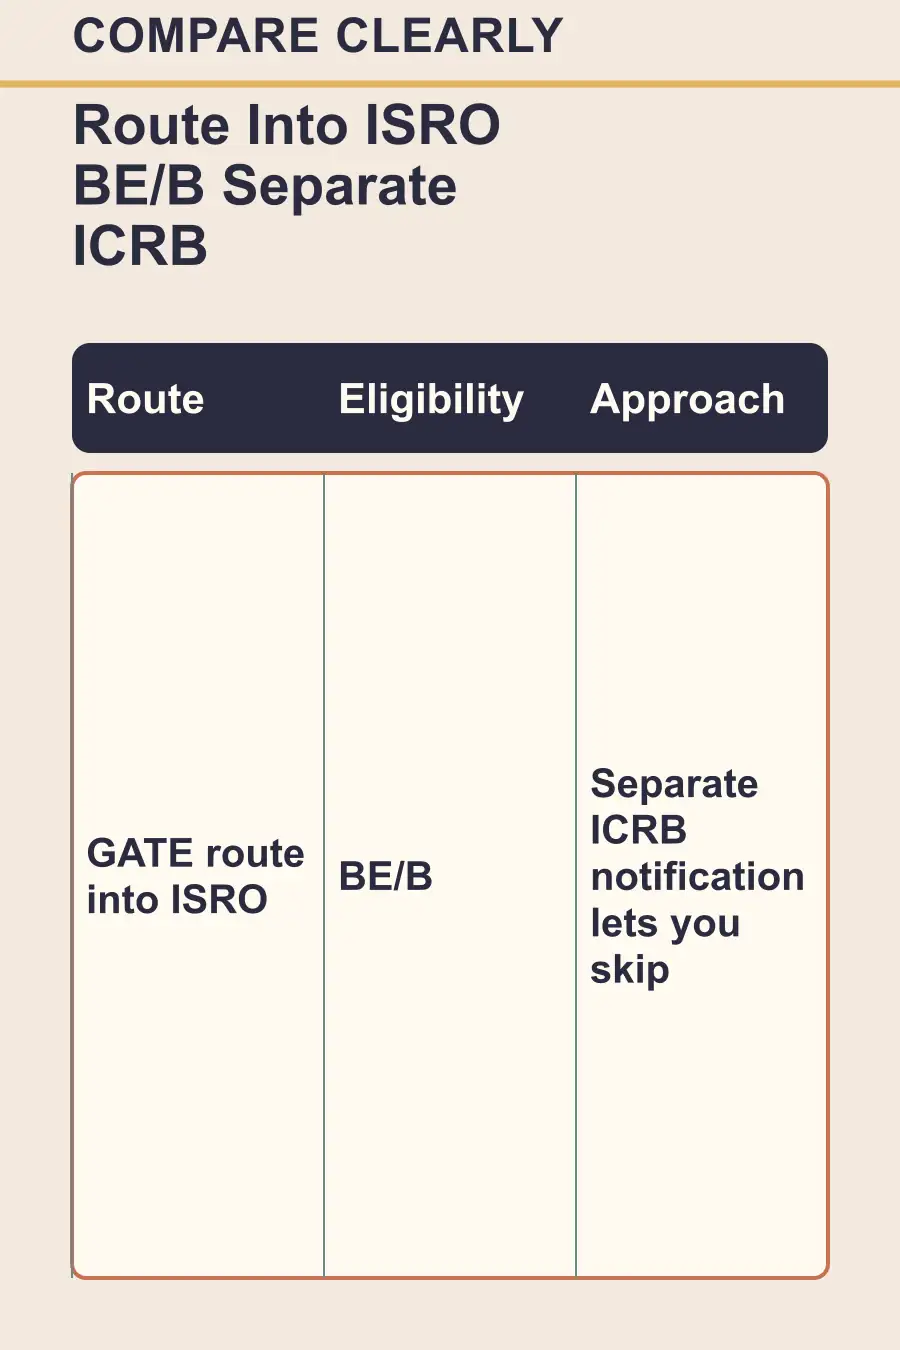 COMPARE CLEARLY
Route Into ISRO
BE/B Separate
ICRB
Route Eligibility Approach
GATE route
into ISRO
BE/B
Separate
ICRB
notification
lets you
skip